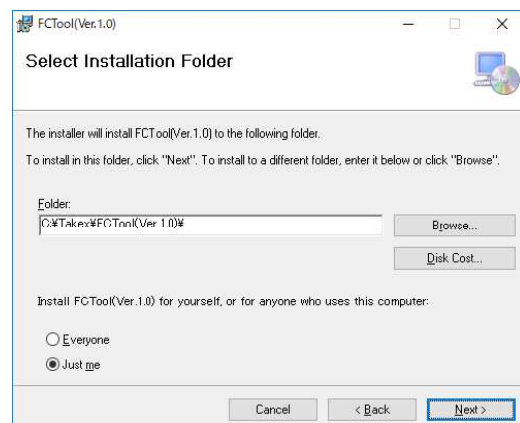 FCTool(Ver.1.0)
Select Installation Folder
The installer will install FCTool(Ver.1.0) to the following folder.
To install in this folder, click "Next". To install to a different folder, enter it below or click "Browse".
Folder:
C:¥Takex¥FCTool(Ver 1.0)¥
Browse...
Disk Cost...
Install FCTool(Ver.1.0) for yourself, or for anyone who uses this computer:
Everyone
Just me
Cancel
< Back
Next >